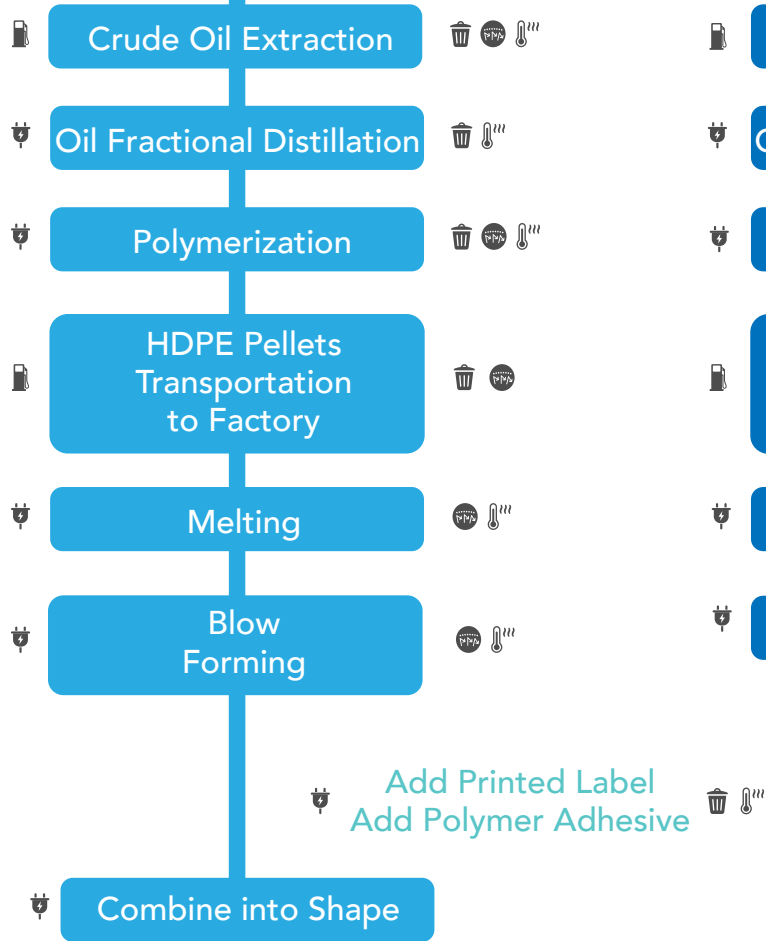 Crude Oil Extraction
Oil Fractional Distillation
Polymerization
HDPE Pellets
Transportation
to Factory
Melting
Blow
Forming
Add Printed Label
Add Polymer Adhesive
Combine into Shape